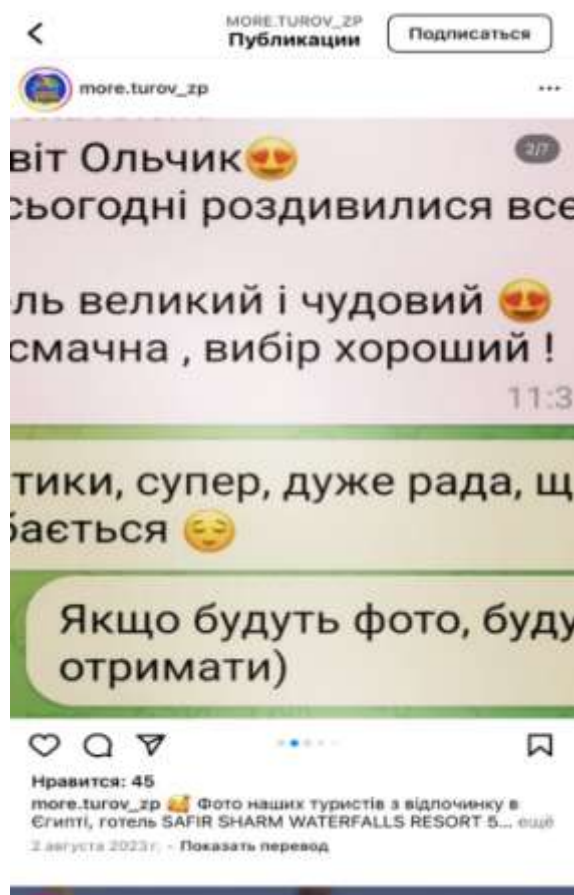 MORE.TUROV_ZP
Публикации
Подписаться
more.turov_zp
2/7
віт Ольчик😍
сьогодні роздивилися все
ль великий і чудовий 😍
смачна , вибір хороший !
11:3
тики, супер, дуже рада, щ
бається 😌
Якщо будуть фото, буду
отримати)
Нравится: 45
more.turov_zp 🥰 Фото наших туристів з відпочинку в
Єгипті, готель SAFIR SHARM WATERFALLS RESORT 5... ещё
2 августа 2023 г. · Показать перевод